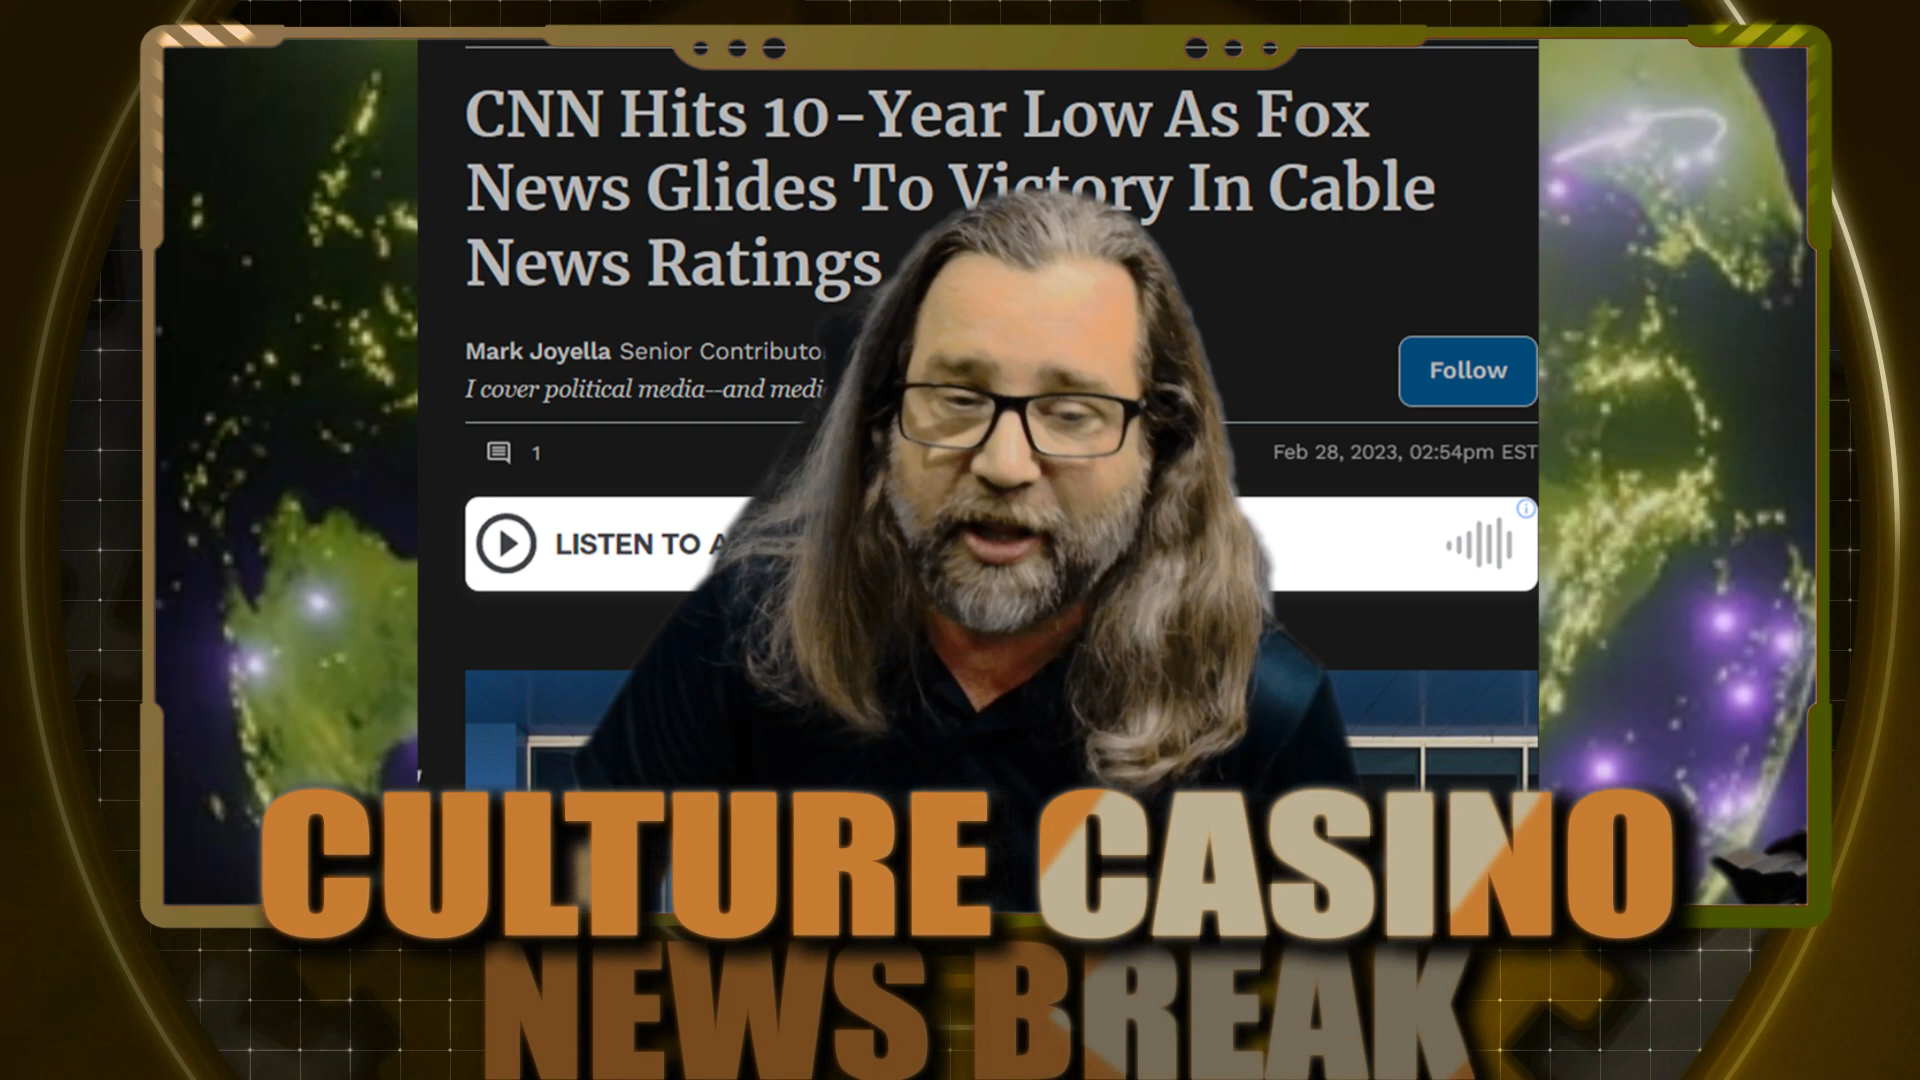 CNN Hits 10-Year Low As Fox
News Glides To Victory In Cable
News Ratings
Mark Joyella Senior Contributor
I cover political media--and medi
Follow
1
Feb 28, 2023, 02:54pm EST
LISTEN TO A
CULTURE CASINO
NEWS BREAK